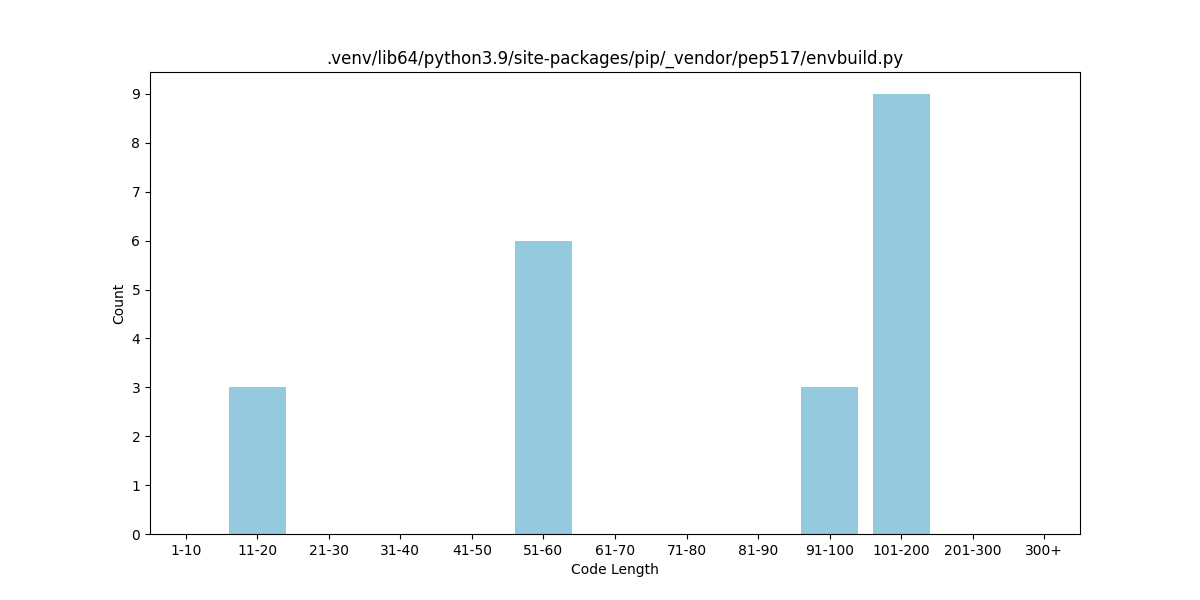 .venv/lib64/python3.9/site-packages/pip/_vendor/pep517/envbuild.py
9
8
7
6
5
4
3
2
1
0
Count
1-10 11-20 21-30 31-40 41-50 51-60 61-70 71-80 81-90 91-100 101-200 201-300 300+
Code Length